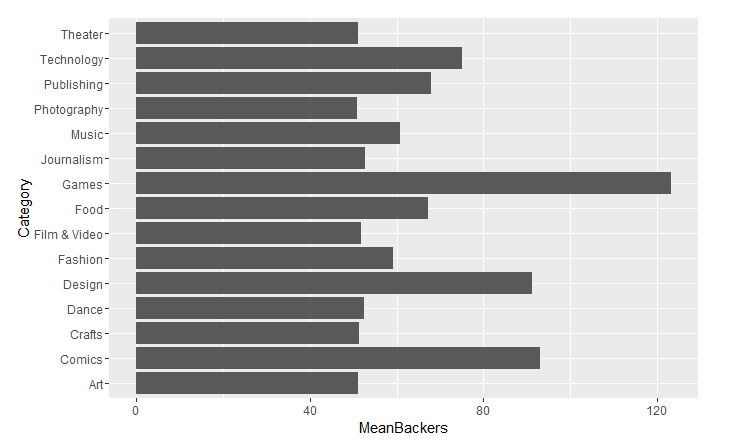 Theater
Technology
Publishing
Photography
Music
Journalism
Games
Food
Film & Video
Fashion
Design
Dance
Crafts
Comics
Art
Category
0 40 80 120
MeanBackers